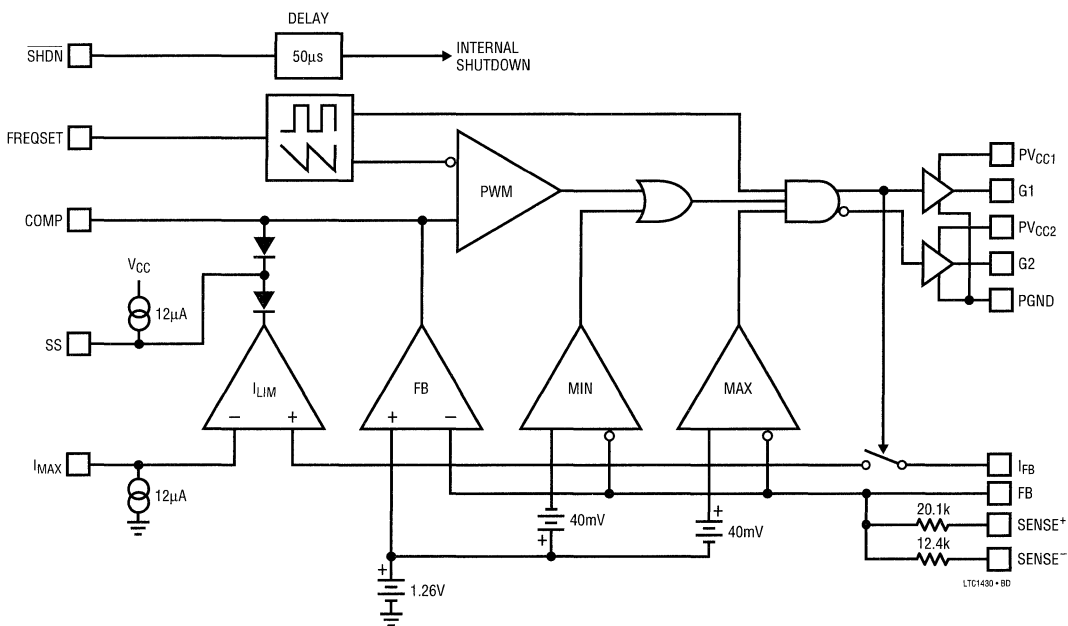 DELAY
SHDN
50µs
INTERNAL
SHUTDOWN
FREQSET
PVCC1
PWM
G1
COMP
PVCC2
VCC
G2
12µA
PGND
SS
ILIM
FB
MIN
MAX
− +
+ −
IMAX
IFB
12µA
FB
20.1k
40mV
+
SENSE+
+
40mV
12.4k
SENSE−
+
1.26V
LTC1430 • BD